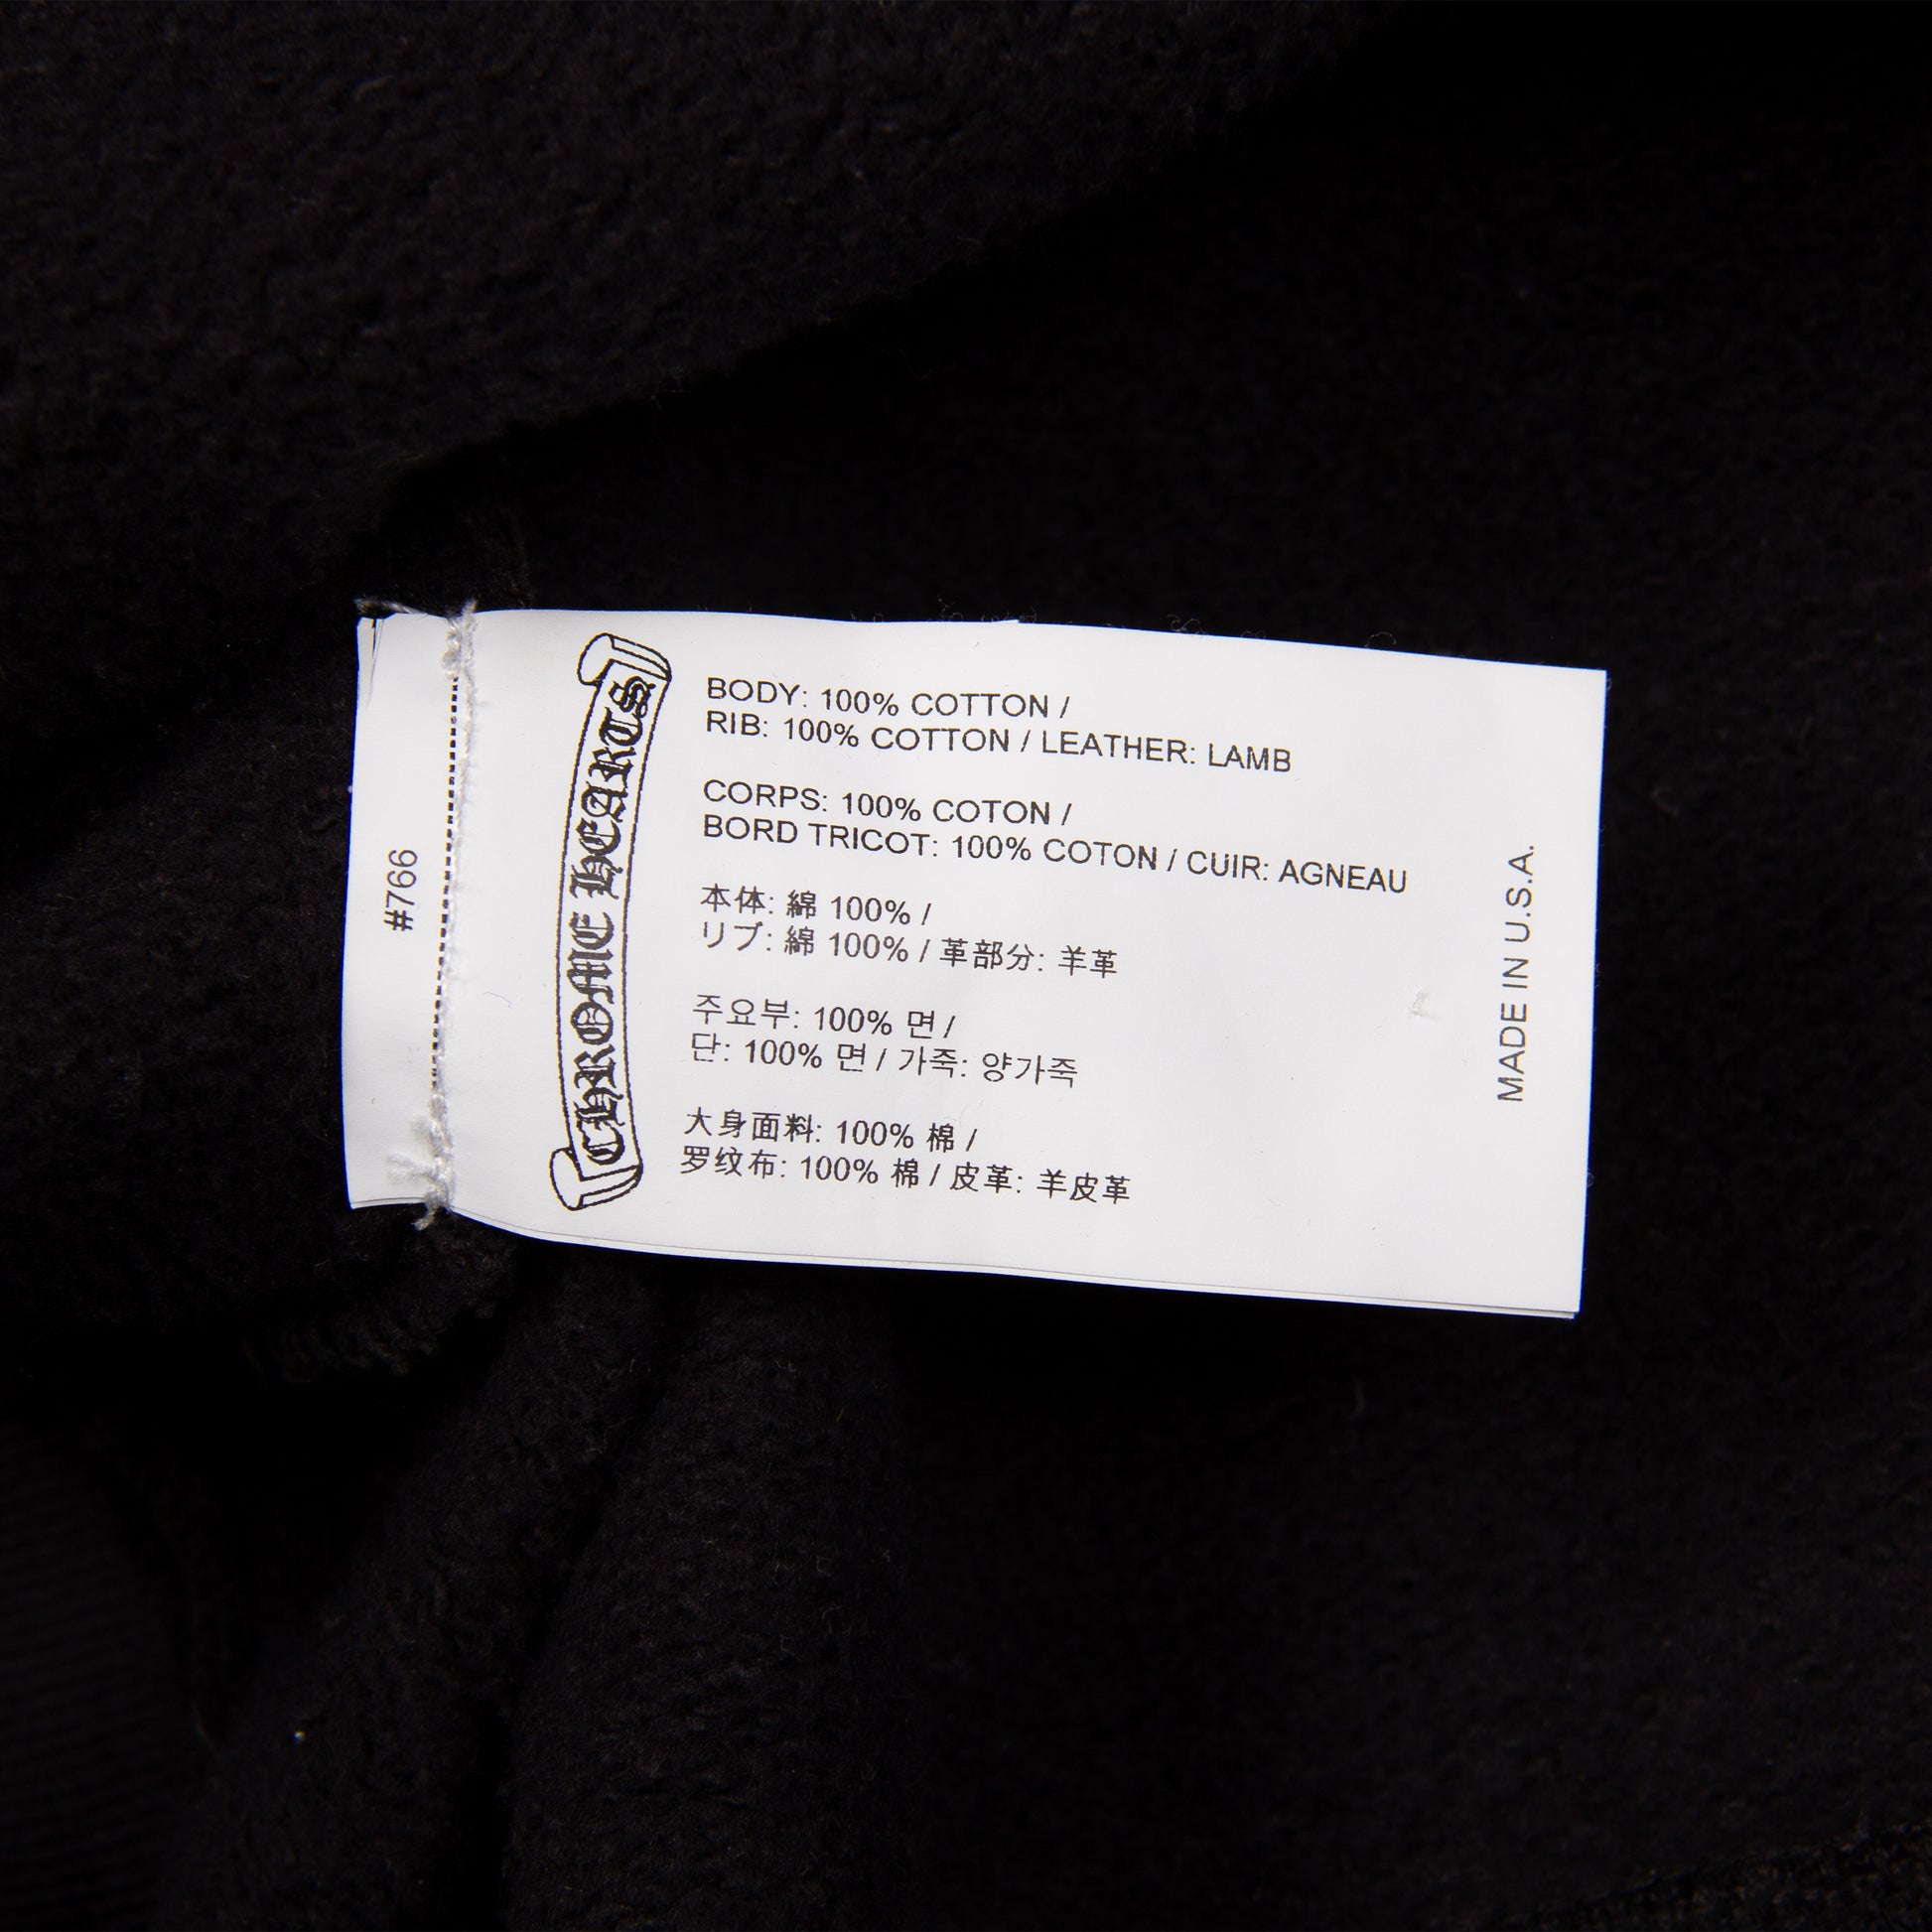 #766
CHROME HEARTS
BODY: 100% COTTON /
RIB: 100% COTTON / LEATHER: LAMB
CORPS: 100% COTON /
BORD TRICOT: 100% COTON / CUIR: AGNEAU
本体: 綿 100% /
リブ: 綿 100% / 革部分: 羊革
주요부: 100% 면 /
단: 100% 면 / 가죽: 양가죽
大身面料: 100% 棉 /
罗纹布: 100% 棉 / 皮革: 羊皮革
MADE IN U.S.A.